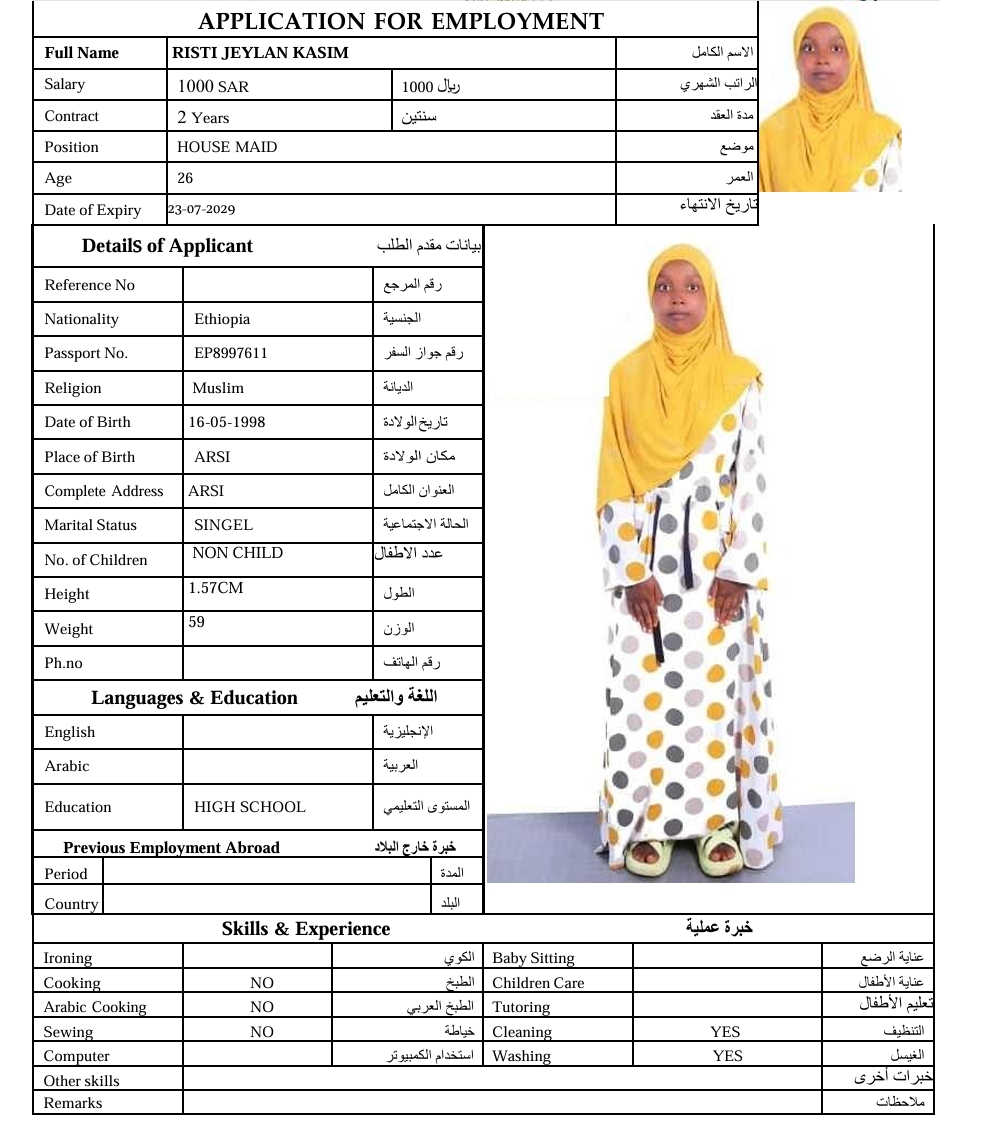 APPLICATION FOR EMPLOYMENT
Full Name RISTI JEYLAN KASIM الاسم الكامل
Salary 1000 SAR 1000 ريال الراتب الشهري
Contract 2 Years سنتين مدة العقد
Position HOUSE MAID موضع
Age 26 العمر
Date of Expiry 23-07-2029 تاريخ الانتهاء
Details of Applicant بيانات مقدم الطلب
Reference No رقم المرجع
Nationality Ethiopia الجنسية
Passport No. EP8997611 رقم جواز السفر
Religion Muslim الديانة
Date of Birth 16-05-1998 تاريخ الولادة
Place of Birth ARSI مكان الولادة
Complete Address ARSI العنوان الكامل
Marital Status SINGEL الحالة الاجتماعية
No. of Children NON CHILD عدد الاطفال
Height 1.57CM الطول
Weight 59 الوزن
Ph.no رقم الهاتف
Languages & Education اللغة والتعليم
English الإنجليزية
Arabic العربية
Education HIGH SCHOOL المستوى التعليمي
Previous Employment Abroad خبرة خارج البلاد
Period المدة
Country البلد
Skills & Experience خبرة عملية
Ironing الكوي Baby Sitting عناية الرضع
Cooking NO الطبخ Children Care عناية الأطفال
Arabic Cooking NO الطبخ العربي Tutoring تعليم الأطفال
Sewing NO خياطة Cleaning YES التنظيف
Computer استخدام الكمبيوتر Washing YES الغيسل
Other skills خبرات أخرى
Remarks ملاحظات